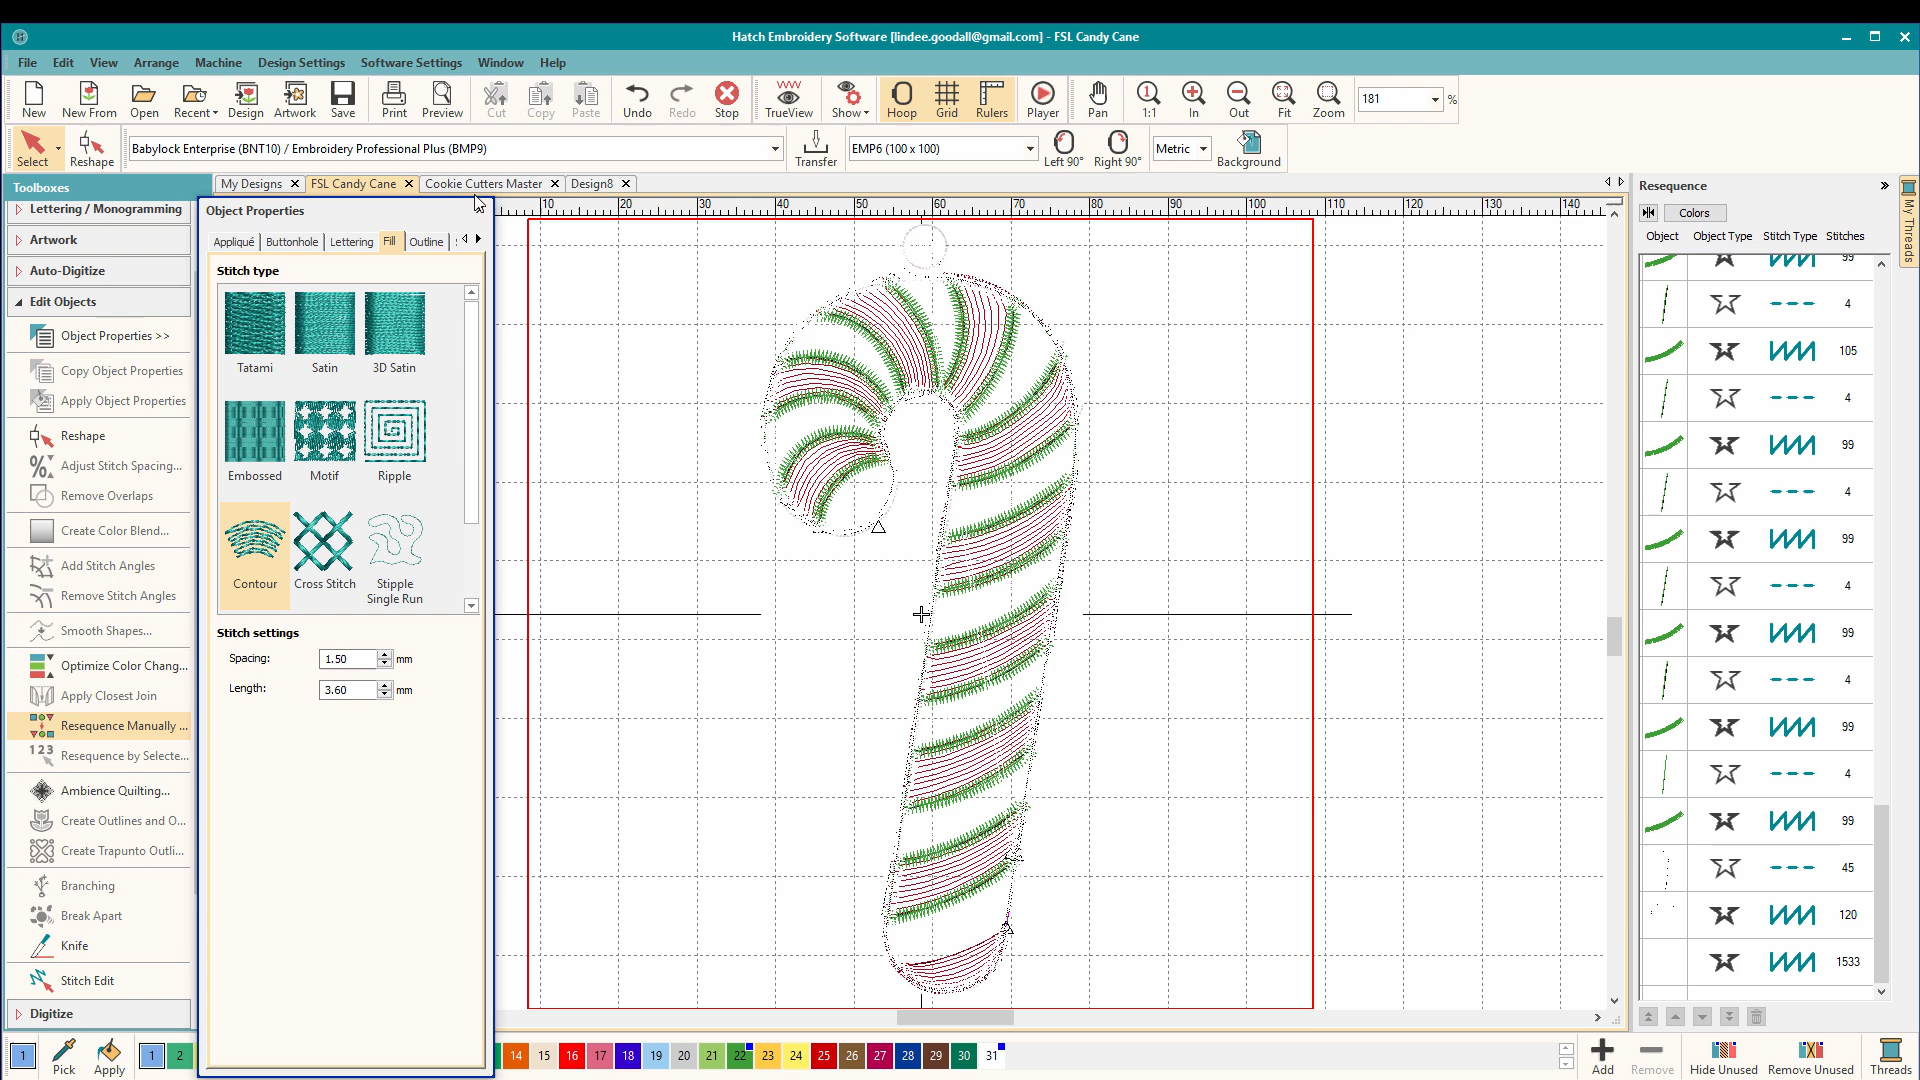 Hatch Embroidery Software [lindee.goodall@gmail.com] - FSL Candy Cane
File Edit View Arrange Machine Design Settings Software Settings Window Help
New New From Open Recent Design Artwork Save Print Preview Cut Copy Paste Undo Redo Stop TrueView Show Hoop Grid Rulers Player Pan 1:1 In Out Fit Zoom 181 %
Select Reshape Babylock Enterprise (BNT10) / Embroidery Professional Plus (BMP9) Transfer EMP6 (100 x 100) Left 90° Right 90° Metric Background
Toolboxes
My Designs FSL Candy Cane Cookie Cutters Master Design8
Lettering / Monogramming
Artwork
Auto-Digitize
Edit Objects
Object Properties >>
Copy Object Properties
Apply Object Properties
Reshape
Adjust Stitch Spacing...
Remove Overlaps
Create Color Blend...
Add Stitch Angles
Remove Stitch Angles
Smooth Shapes...
Optimize Color Chang...
Apply Closest Join
Resequence Manually ...
123 Resequence by Selecte...
Ambience Quilting...
Create Outlines and O...
Create Trapunto Outli...
Branching
Break Apart
Knife
Stitch Edit
Digitize
Object Properties
Appliqué Buttonhole Lettering Fill Outline
Stitch type
Tatami Satin 3D Satin
Embossed Motif Ripple
Contour Cross Stitch Stipple
Single Run
Stitch settings
Spacing: 1.50 mm
Length: 3.60 mm
10 20 30 40 50 60 70 80 90 100 110 120 130 140
Resequence
Colors
Object Object Type Stitch Type Stitches
99
4
105
4
99
4
99
4
99
4
99
4
99
45
120
1533
My Threads
1 Pick Apply 1 2 14 15 16 17 18 19 20 21 22 23 24 25 26 27 28 29 30 31
Add Remove Hide Unused Remove Unused Threads